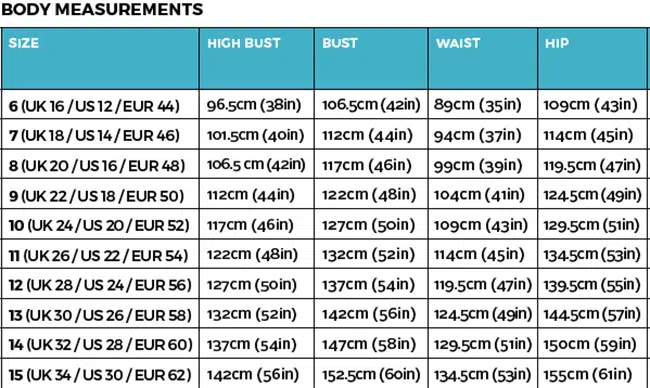 BODY MEASUREMENTS
SIZE HIGH BUST BUST WAIST HIP
6 (UK 16 / US 12 / EUR 44) 96.5cm (38in) 106.5cm (42in) 89cm (35in) 109cm (43in)
7 (UK 18 / US 14 / EUR 46) 101.5cm (40in) 112cm (44in) 94cm (37in) 114cm (45in)
8 (UK 20 / US 16 / EUR 48) 106.5 cm (42in) 117cm (46in) 99cm (39in) 119.5cm (47in)
9 (UK 22 / US 18 / EUR 50) 112cm (44in) 122cm (48in) 104cm (41in) 124.5cm (49in)
10 (UK 24 / US 20 / EUR 52) 117cm (46in) 127cm (50in) 109cm (43in) 129.5cm (51in)
11 (UK 26 / US 22 / EUR 54) 122cm (48in) 132cm (52in) 114cm (45in) 134.5cm (53in)
12 (UK 28 / US 24 / EUR 56) 127cm (50in) 137cm (54in) 119.5cm (47in) 139.5cm (55in)
13 (UK 30 / US 26 / EUR 58) 132cm (52in) 142cm (56in) 124.5cm (49in) 144.5cm (57in)
14 (UK 32 / US 28 / EUR 60) 137cm (54in) 147cm (58in) 129.5cm (51in) 150cm (59in)
15 (UK 34 / US 30 / EUR 62) 142cm (56in) 152.5cm (60in) 134.5cm (53in) 155cm (61in)